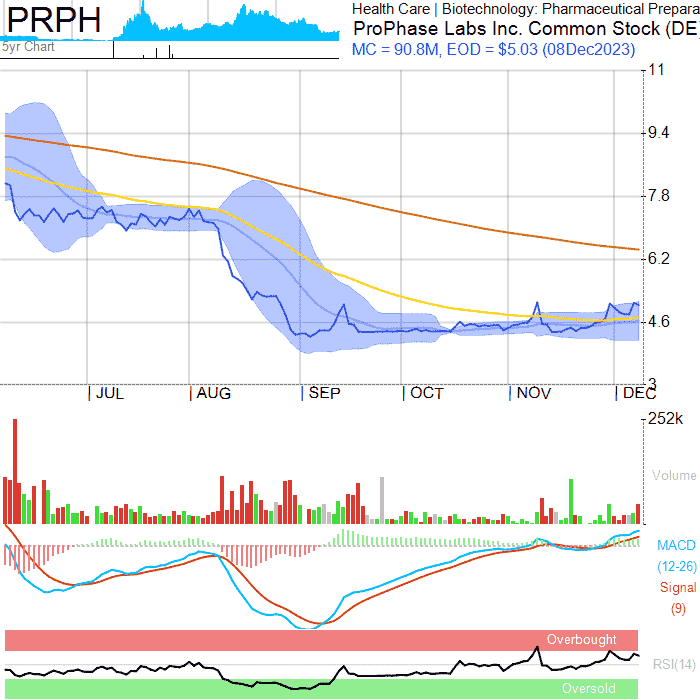 PRPH
Health Care | Biotechnology: Pharmaceutical Prepara
ProPhase Labs Inc. Common Stock (DE
5yr Chart
MC = 90.8M, EOD = $5.03 (08Dec2023)
11
9.4
7.8
6.2
4.6
3
JUL AUG SEP OCT NOV DEC
252k
Volume
MACD
(12-26)
Signal
(9)
Overbought
RSI(14)
Oversold